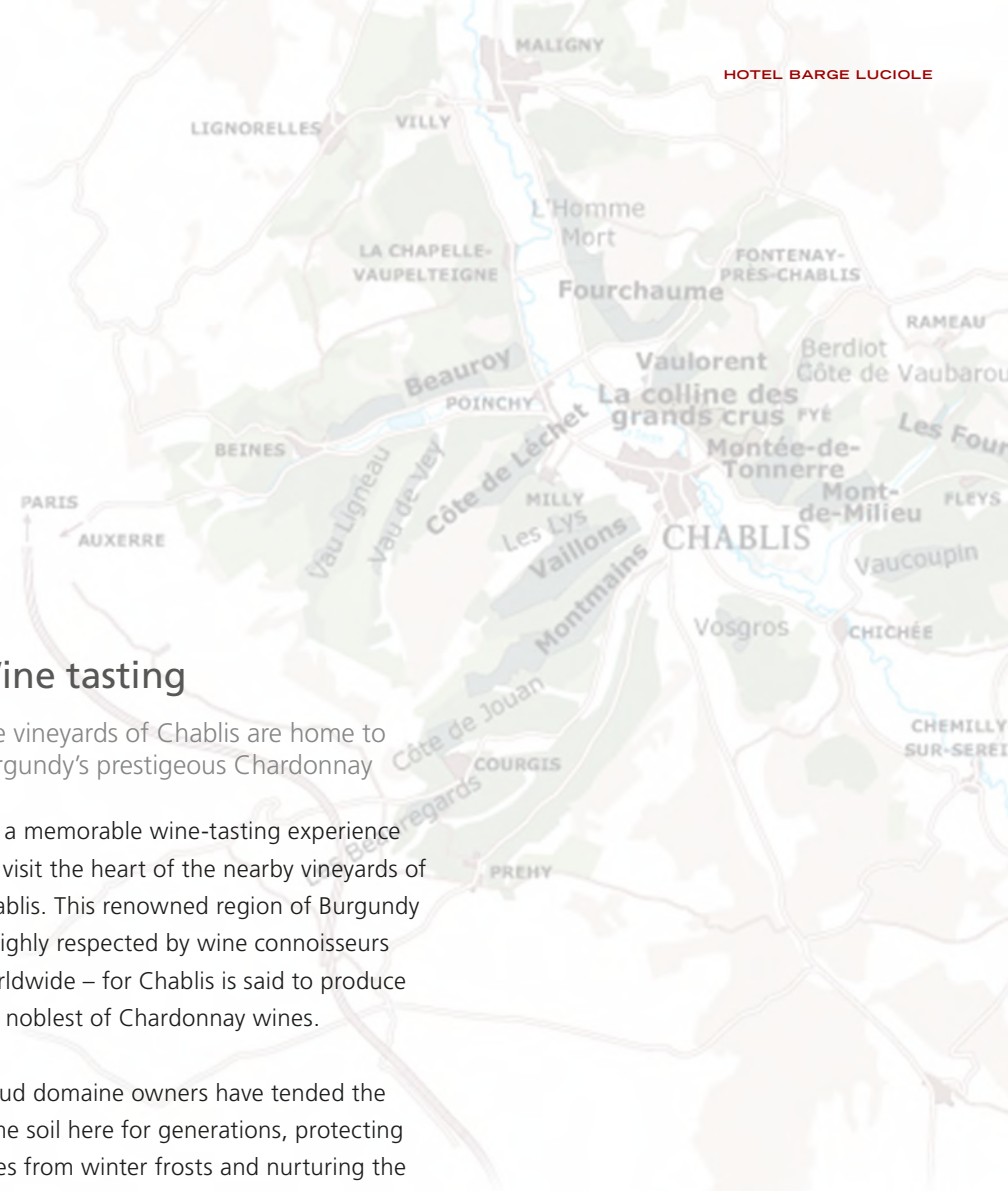 MALIGNY
HOTEL BARGE LUCIOLE
LIGNORELLES
VILLY
L'Homme
Mort
LA CHAPELLE-
VAUPELTEIGNE
FONTENAY-
PRÈS-CHABLIS
Fourchaume
RAMEAU
Vaulorent
Berdiot
Côte de Vaubarou
Beauroy
La colline des
grands crus
FYÉ
POINCHY
Les Four
Côte de Léchet
BEINES
Montée-de-
Tonnerre
Vau Ligneau
Vau de Vey
PARIS
MILLY
Mont-
de-Milieu
FLEYS
AUXERRE
Les Lys
Vaillons
CHABLIS
Vaucoupin
Montmains
Vosgros
CHICHÉE
ine tasting
e vineyards of Chablis are home to
rgundy's prestigeous Chardonnay
Côte de Jouan
CHEMILLY
SUR-SEREI
COURGIS
Beauregards
a memorable wine-tasting experience
visit the heart of the nearby vineyards of
PREHY
ablis. This renowned region of Burgundy
ighly respected by wine connoisseurs
rldwide – for Chablis is said to produce
noblest of Chardonnay wines.
ud domaine owners have tended the
ne soil here for generations, protecting
es from winter frosts and nurturing the